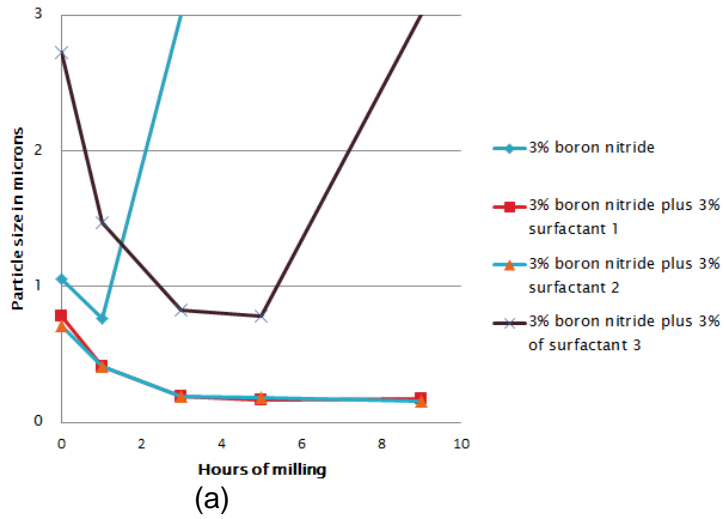 3
2
1
0
Particle size in microns
0 2 4 6 8 10
Hours of milling
3% boron nitride
3% boron nitride plus 3%
surfactant 1
3% boron nitride plus 3%
surfactant 2
3% boron nitride plus 3%
of surfactant 3
(a)